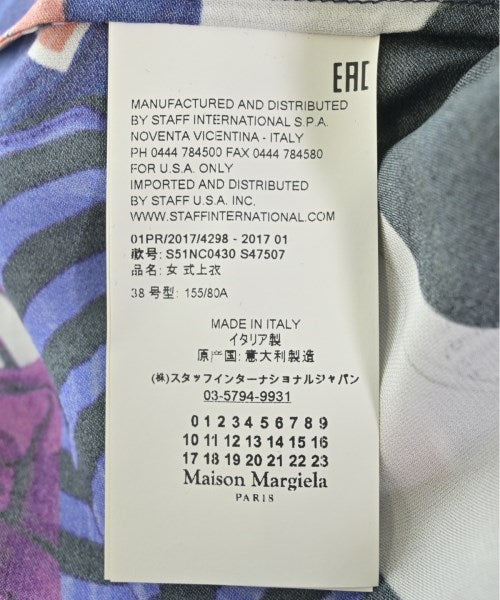 EAC
MANUFACTURED AND DISTRIBUTED
BY STAFF INTERNATIONAL S.P.A.
NOVENTA VICENTINA - ITALY
PH 0444 784500 FAX 0444 784580
FOR U.S.A. ONLY
IMPORTED AND DISTRIBUTED
BY STAFF U.S.A. INC
WWW.STAFFINTERNATIONAL.COM
01PR/2017/4298 - 2017 01
款号: S51NC0430 S47507
品名: 女式上衣
38 号型: 155/80A
MADE IN ITALY
イタリア製
原产国: 意大利製造
(株)スタッフインターナショナルジャパン
03-5794-9931
0 1 2 3 4 5 6 7 8 9
10 11 12 13 14 15 16
17 18 19 20 21 22 23
Maison Margiela
PARIS